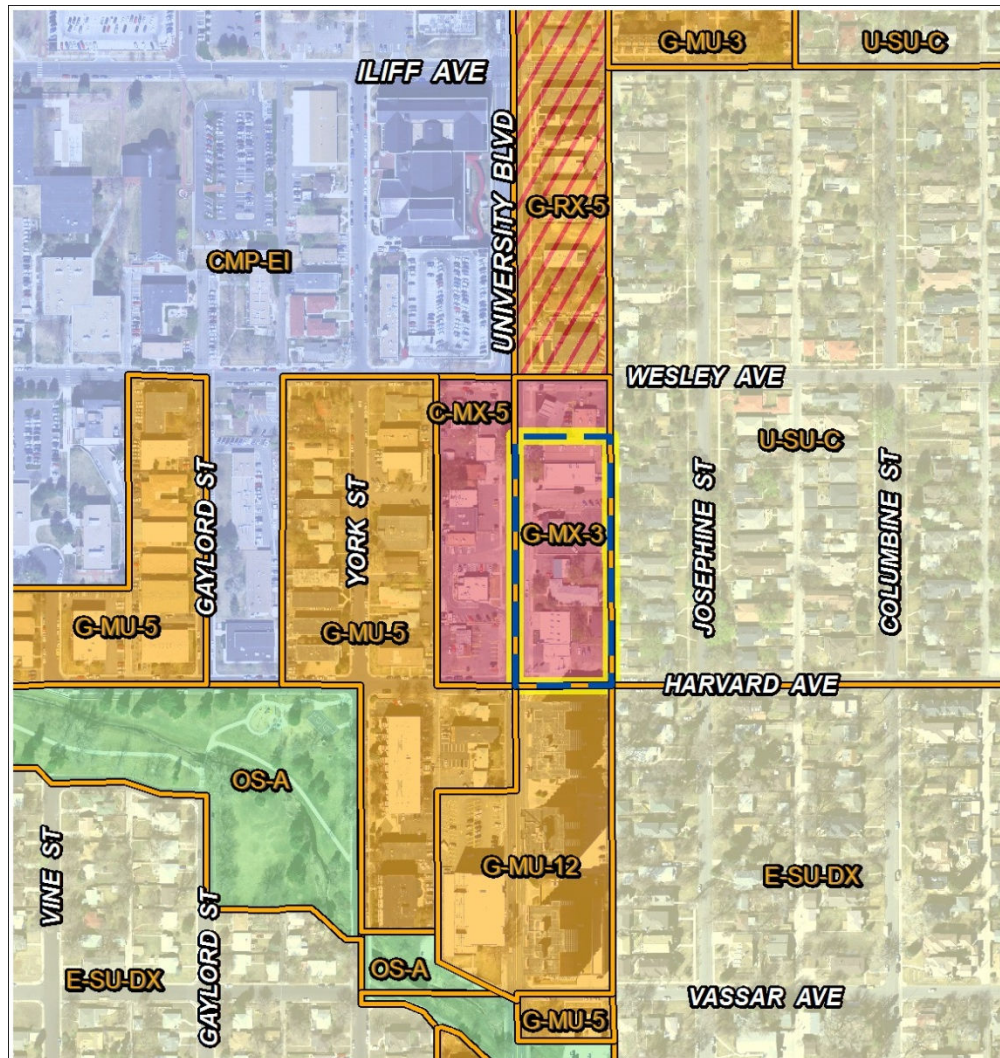 G-MU-3
U-SU-C
ILIFF AVE
UNIVERSITY BLVD
G-RX-5
CMP-EI
WESLEY AVE
C-MX-5
U-SU-C
GAYLORD ST
YORK ST
G-MX-3
JOSEPHINE ST
COLUMBINE ST
G-MU-5
G-MU-5
HARVARD AVE
OS-A
VINE ST
GAYLORD ST
G-MU-12
E-SU-DX
E-SU-DX
OS-A
VASSAR AVE
G-MU-5